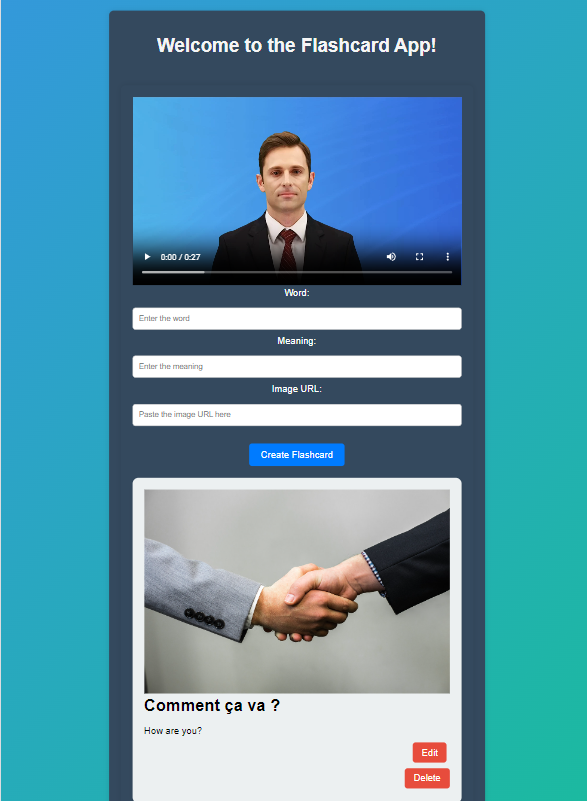 Welcome to the Flashcard App!
0:00 / 0:27
Word:
Enter the word
Meaning:
Enter the meaning
Image URL:
Paste the image URL here
Create Flashcard
Comment ça va ?
How are you?
Edit
Delete